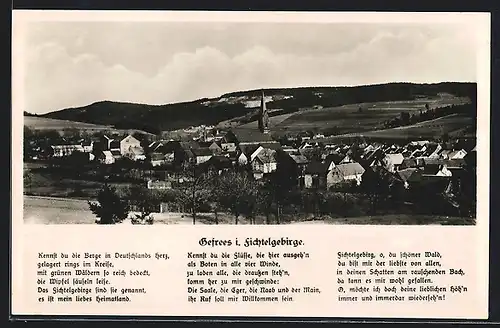 Gefrees i. Fichtelgebirge.
Kennst du die Berge in Deutschlands Herz,
gelagert rings im Kreise,
mit grünen Wäldern so reich bedeckt,
die Wipfel säuseln leise.
Das Fichtelgebirge sind sie genannt,
es ist mein liebes Heimatland.
Kennst du die Flüsse, die hier ausgeh'n
als Boten in alle vier Winde,
zu laden alle, die draußen steh'n,
komm her zu mir geschwinde:
Die Saale, die Eger, die Naab und der Main,
ihr Ruf soll mir Willkommen sein.
Fichtelgebirg, o, du schöner Wald,
du bist mir der liebste von allen,
in deinen Schatten am rauschenden Bach,
da kann es mir wohl gefallen.
O, möchte ich doch deine lieblichen Höh'n
immer und immerdar wiederseh'n!